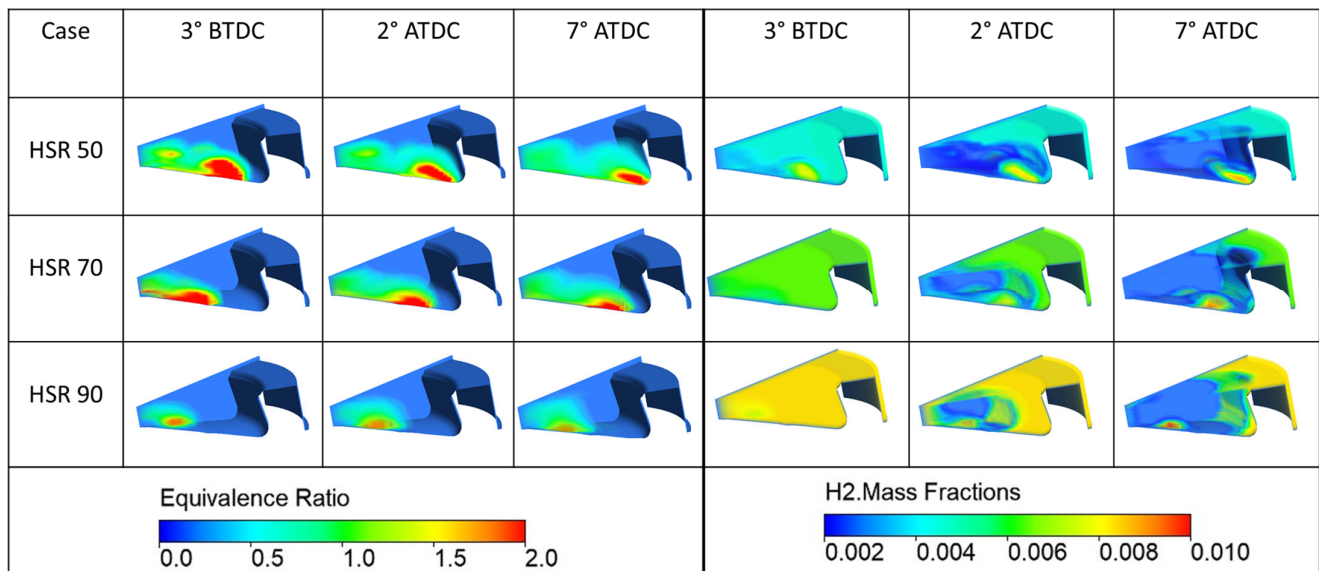 Case 3° BTDC 2° ATDC 7° ATDC 3° BTDC 2° ATDC 7° ATDC
HSR 50
HSR 70
HSR 90
Equivalence Ratio
0.0 0.5 1.0 1.5 2.0
H2.Mass Fractions
0.002 0.004 0.006 0.008 0.010